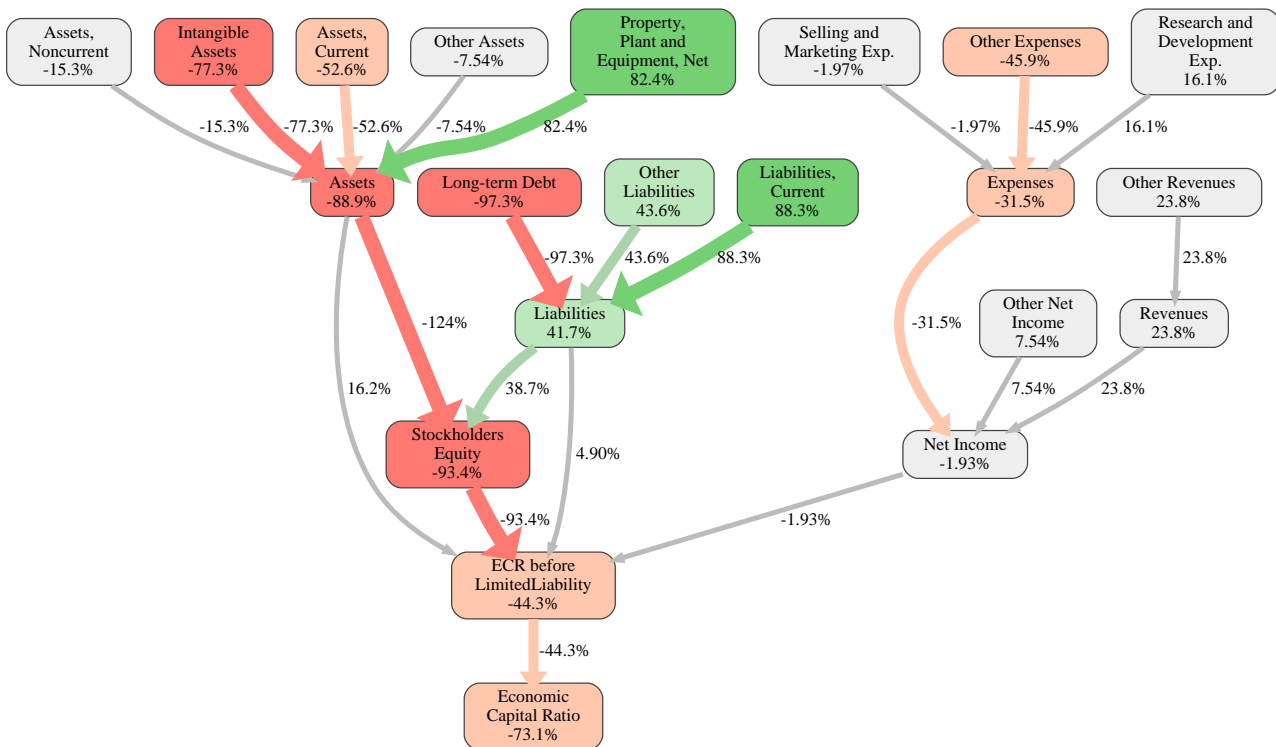 Assets,
Noncurrent
-15.3%
Intangible
Assets
-77.3%
Assets,
Current
-52.6%
Other Assets
-7.54%
Property,
Plant and
Equipment, Net
82.4%
Selling and
Marketing Exp.
-1.97%
Other Expenses
-45.9%
Research and
Development
Exp.
16.1%
-15.3%
-77.3%
-52.6%
-7.54%
82.4%
-1.97%
-45.9%
16.1%
Assets
-88.9%
Long-term Debt
-97.3%
Other
Liabilities
43.6%
Liabilities,
Current
88.3%
Expenses
-31.5%
Other Revenues
23.8%
-97.3%
43.6%
88.3%
23.8%
-124%
Liabilities
41.7%
-31.5%
Other Net
Income
7.54%
Revenues
23.8%
16.2%
38.7%
7.54%
23.8%
Stockholders
Equity
-93.4%
4.90%
Net Income
-1.93%
-93.4%
-1.93%
ECR before
LimitedLiability
-44.3%
-44.3%
Economic
Capital Ratio
-73.1%